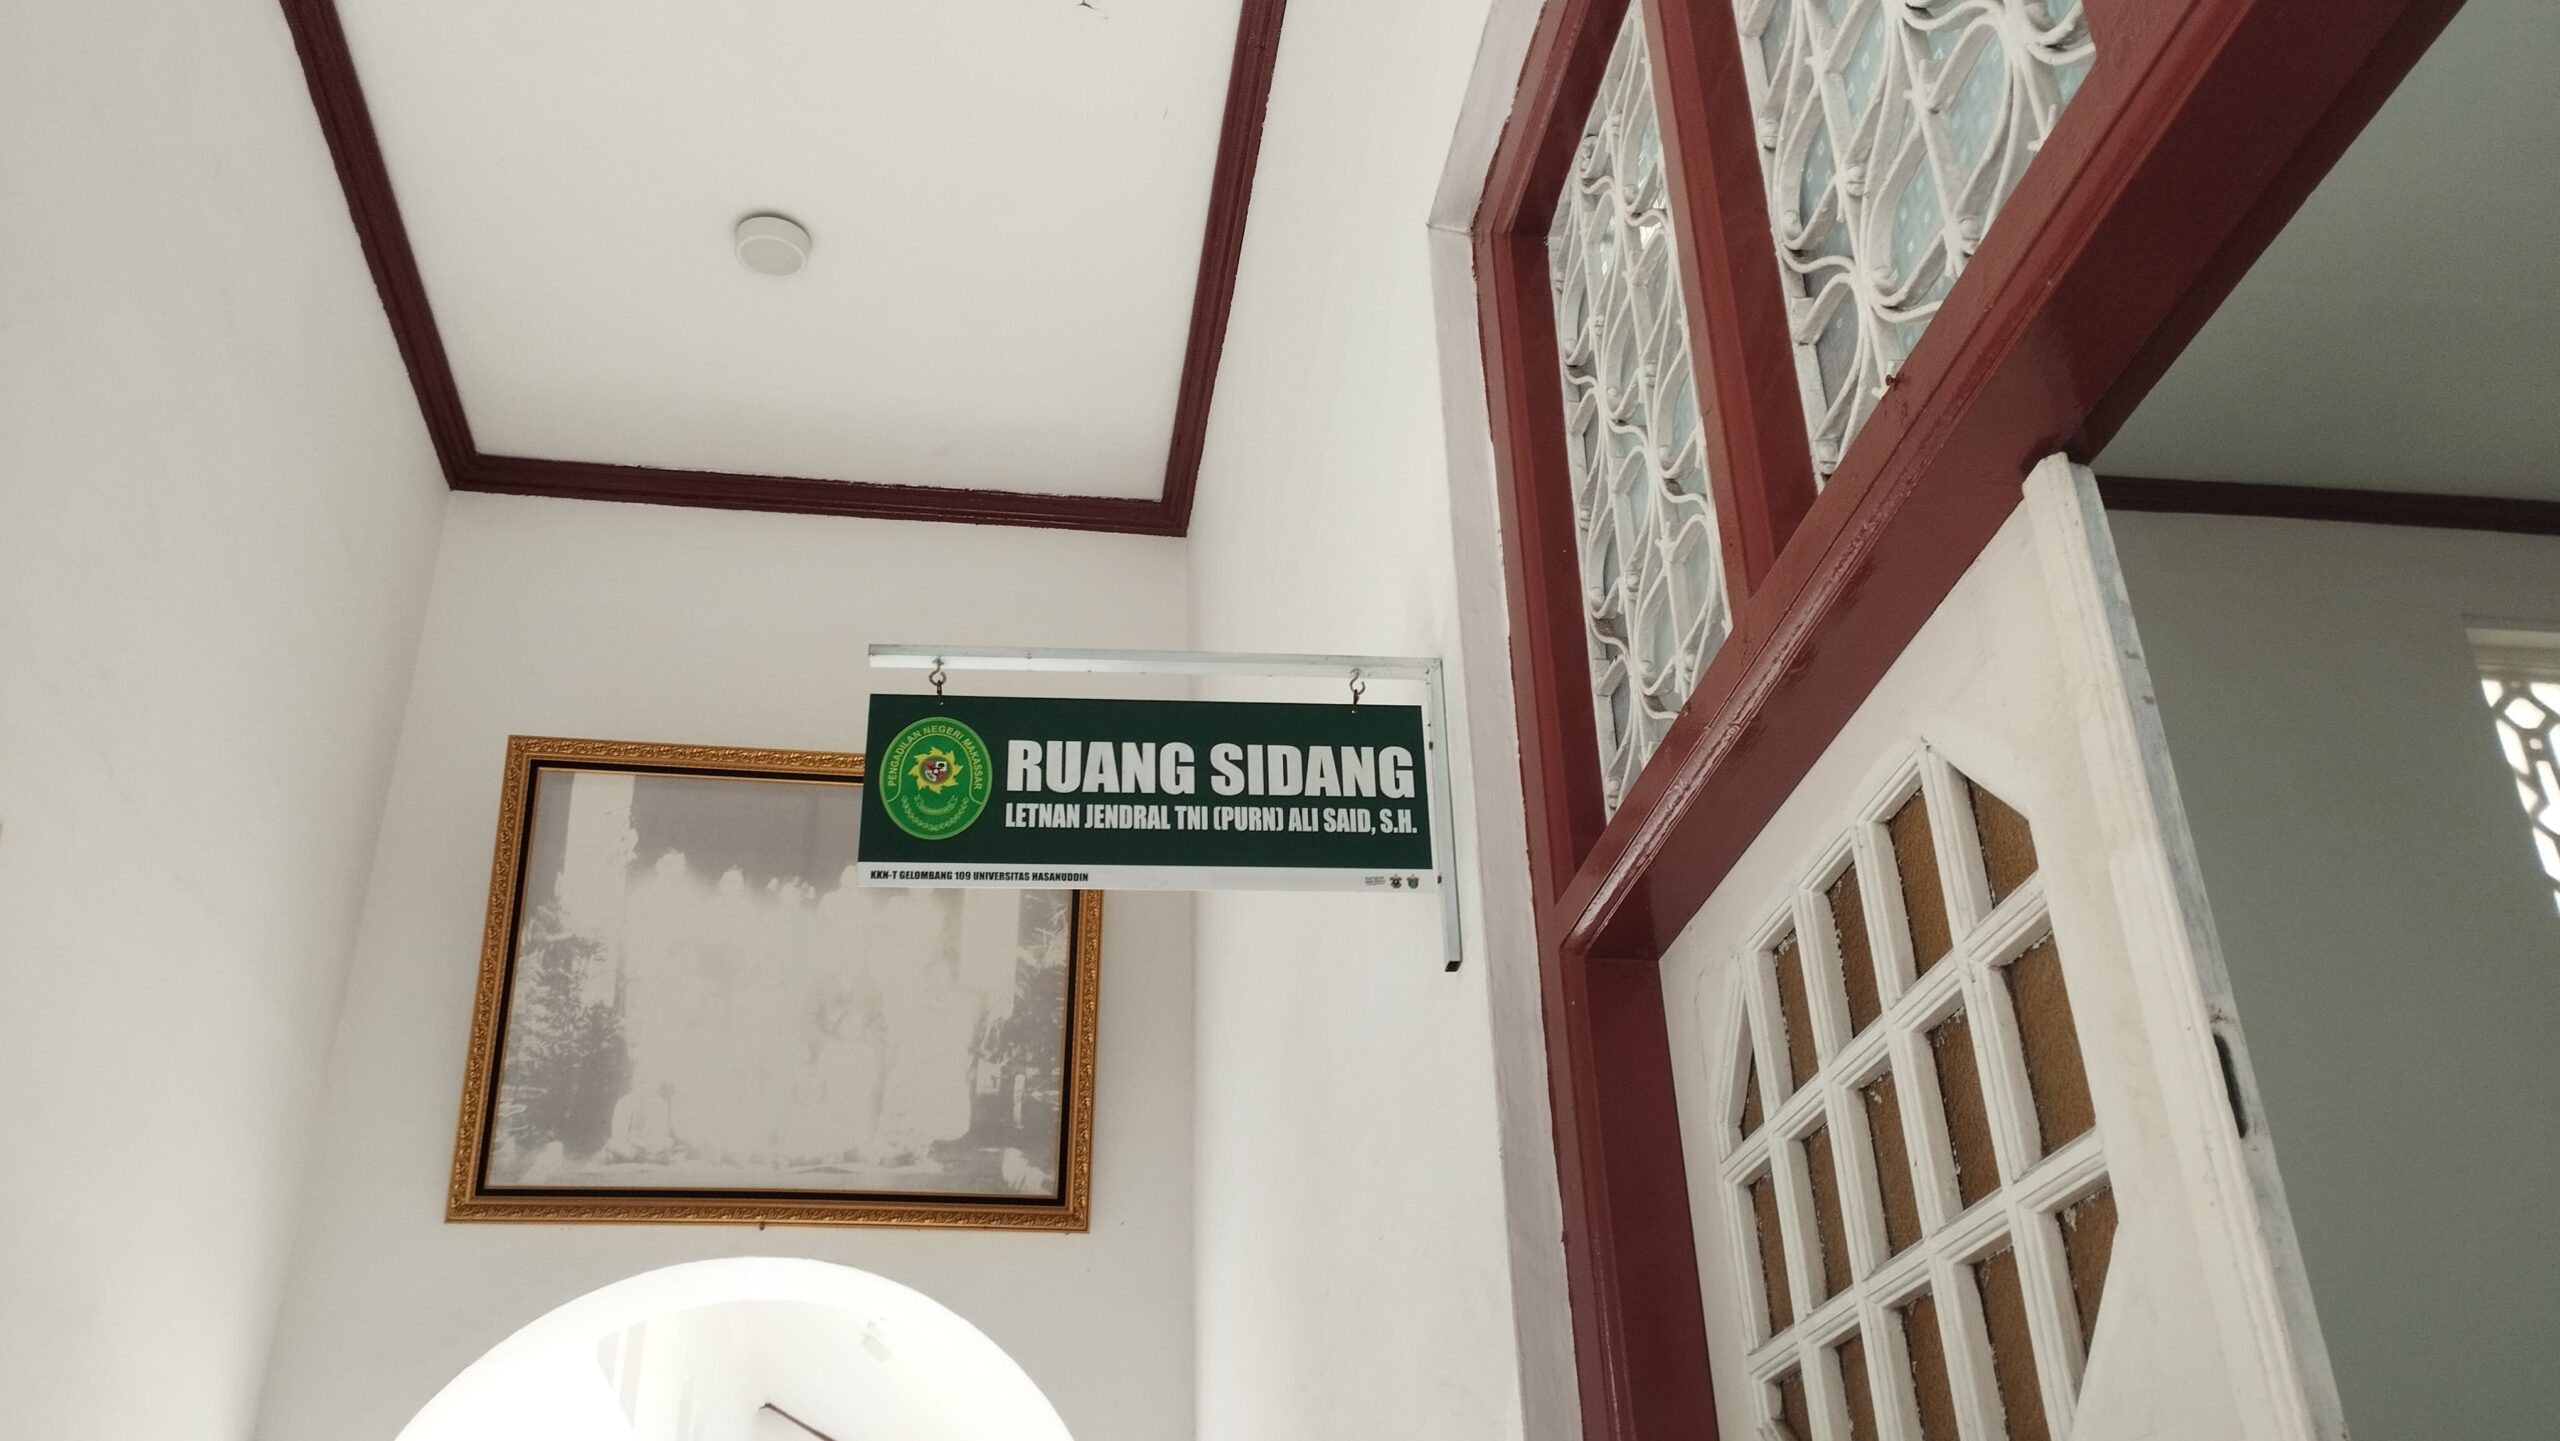 PENGADILAN NEGERI MAKASSAR
RUANG SIDANG
LETNAN JENDRAL TNI (PURN) ALI SAID, S.H.
KKN-T GELOMBANG 109 UNIVERSITAS HASANUDDIN